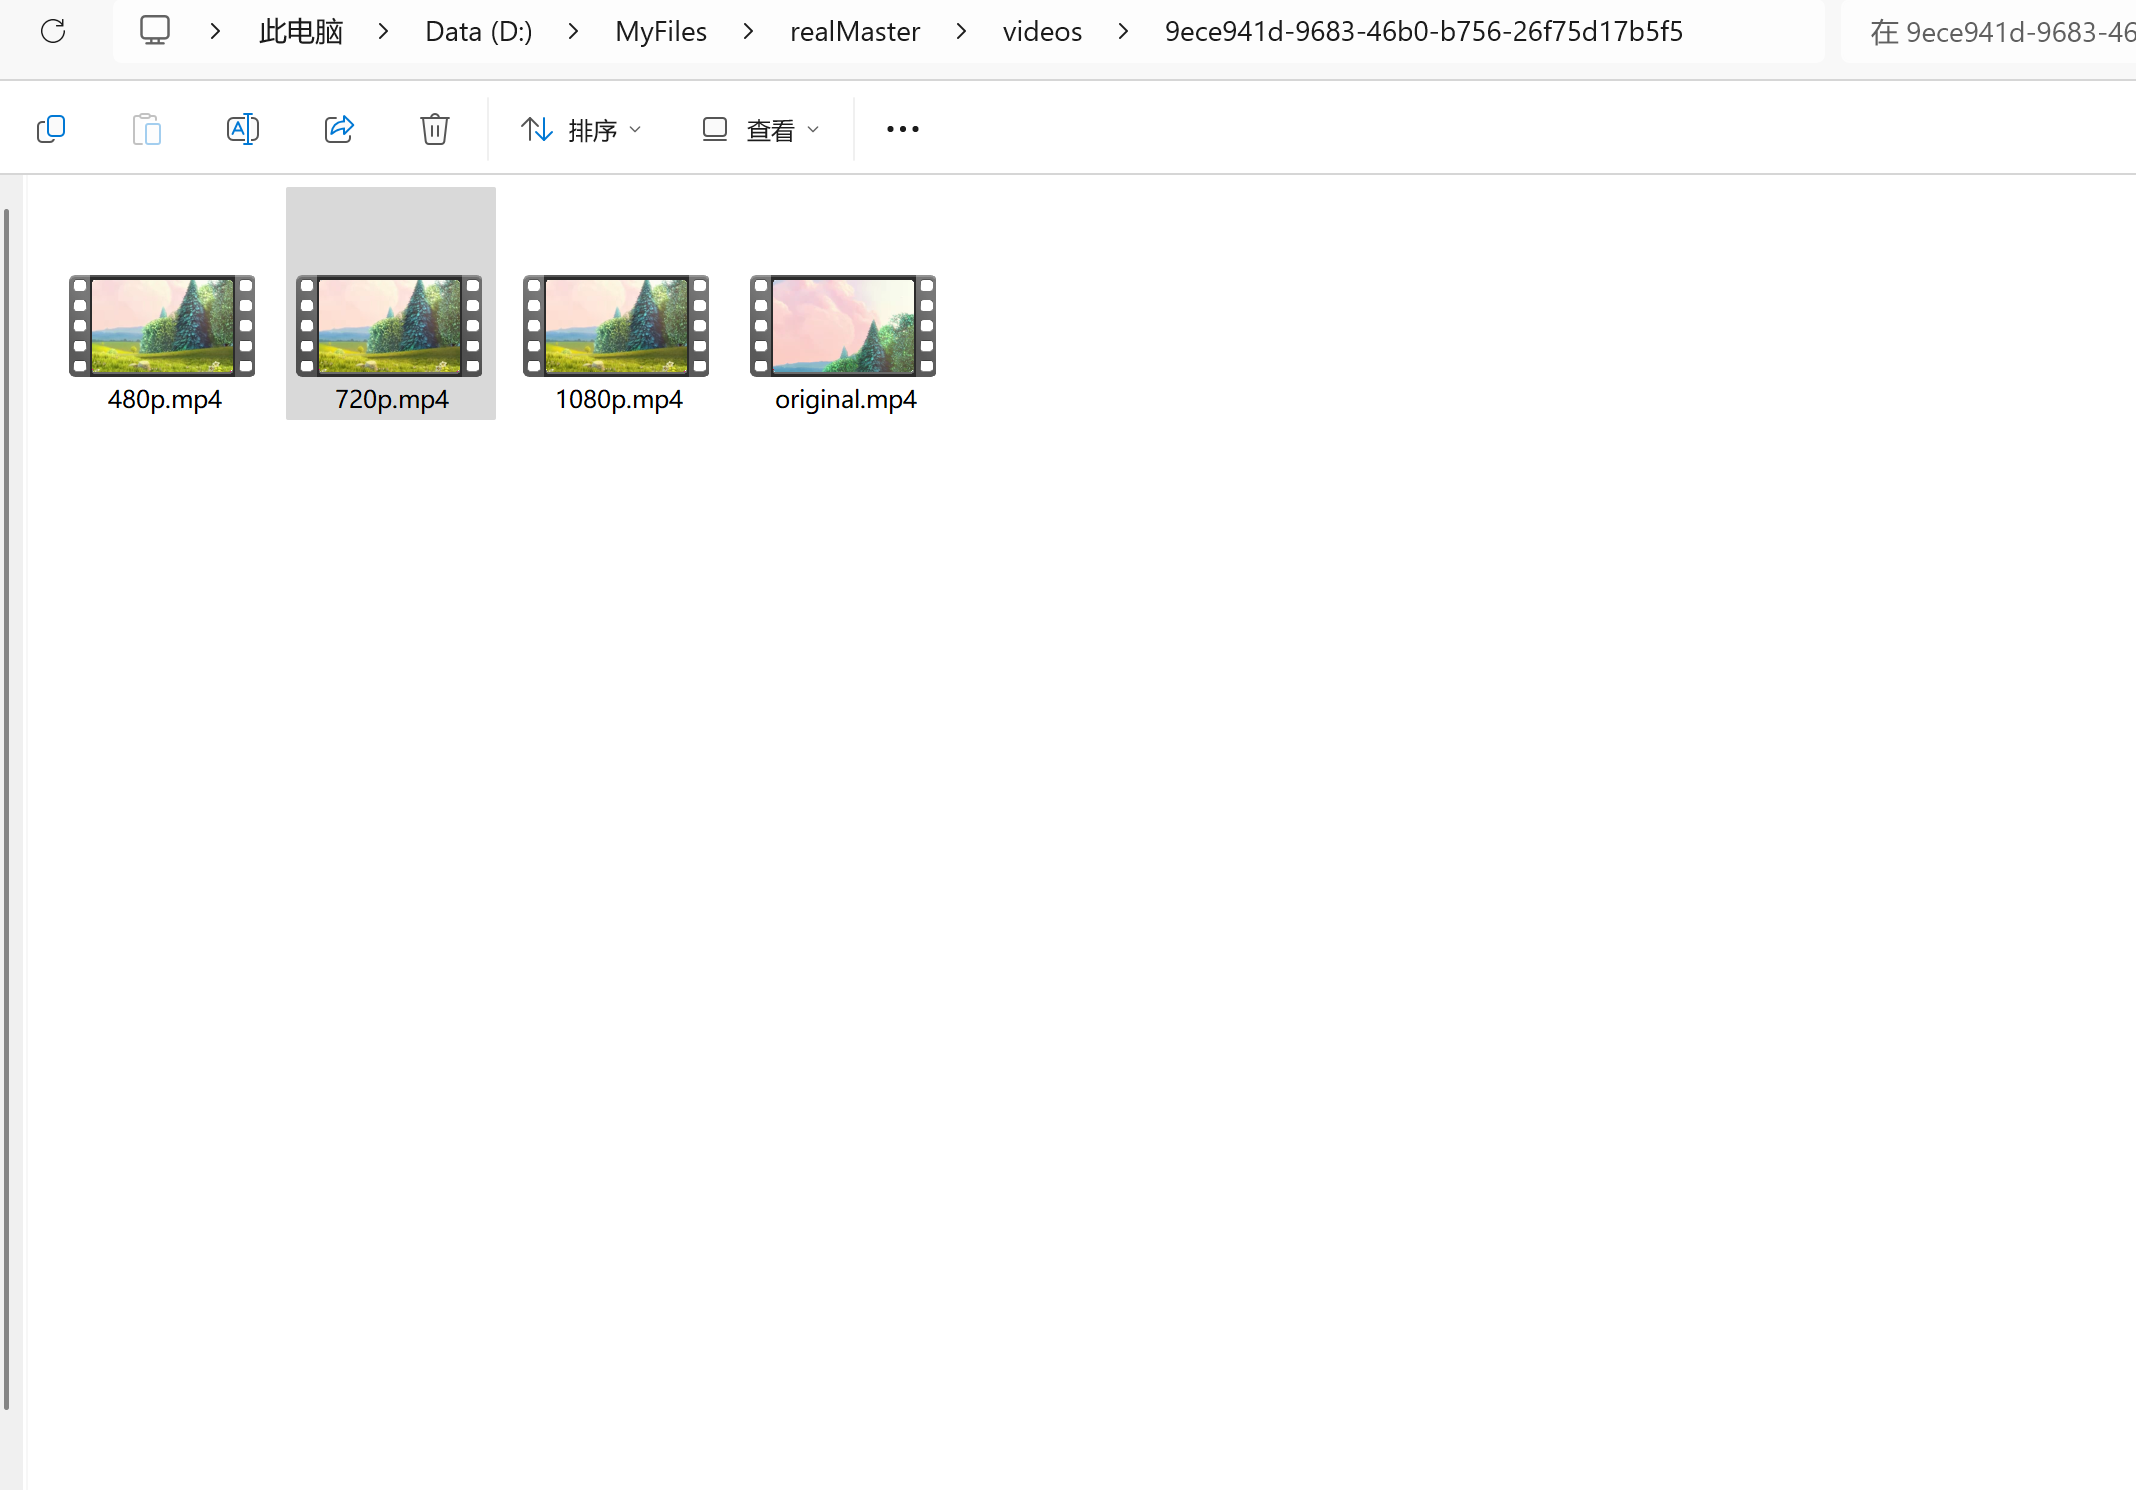 此电脑 > Data (D:) > MyFiles > realMaster > videos > 9ece941d-9683-46b0-b756-26f75d17b5f5
在 9ece941d-9683-46
排序 查看
480p.mp4 720p.mp4 1080p.mp4 original.mp4